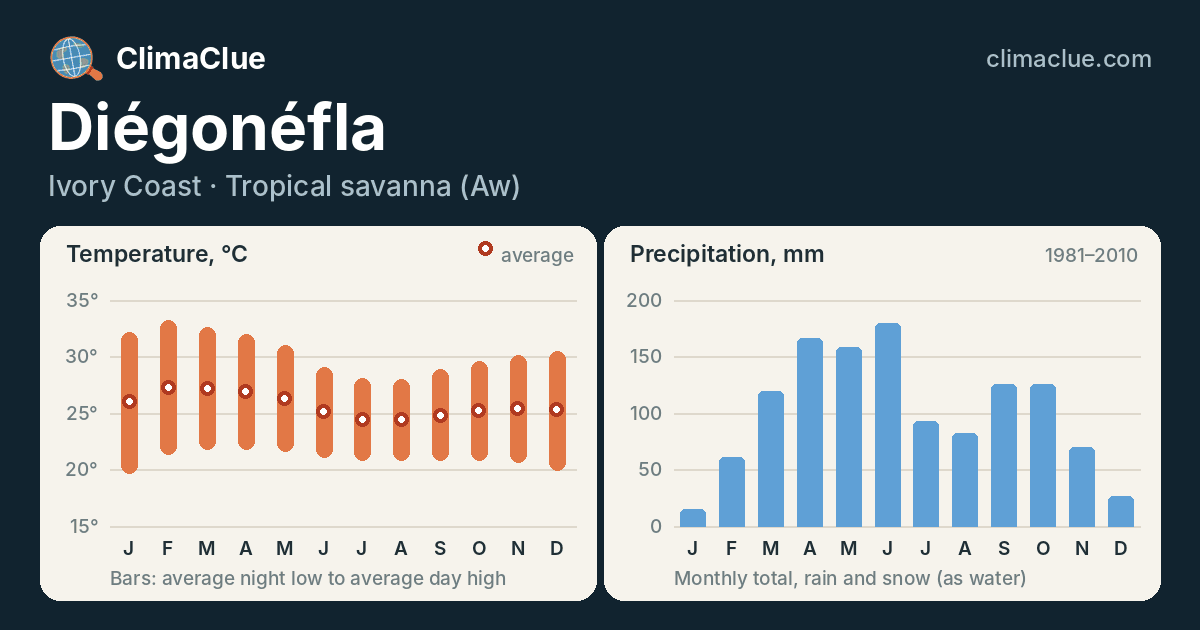 ClimaClue
climaclue.com
Diégonéfla
Ivory Coast · Tropical savanna (Aw)
Temperature, °C
average
35°
30°
25°
20°
15°
J F M A M J J A S O N D
Bars: average night low to average day high
Precipitation, mm
1981–2010
200
150
100
50
0
J F M A M J J A S O N D
Monthly total, rain and snow (as water)